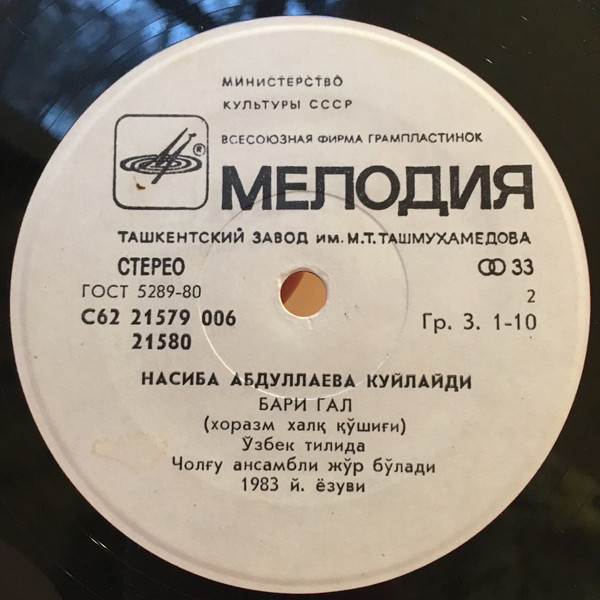 МИНИСТЕРСТВО
КУЛЬТУРЫ СССР
ВСЕСОЮЗНАЯ ФИРМА ГРАМПЛАСТИНОК
®
МЕЛОДИЯ
ТАШКЕНТСКИЙ ЗАВОД им. М.Т.ТАШМУХАМЕДОВА
СТЕРЕО 33
ГОСТ 5289-80 2
С62 21579 006 Гр. 3. 1-10
21580
НАСИБА АБДУЛЛАЕВА КУЙЛАЙДИ
БАРИ ГАЛ
(хоразм халқ қўшиғи)
Ўзбек тилида
Чолғу ансамбли жўр бўлади
1983 й. ёзуви